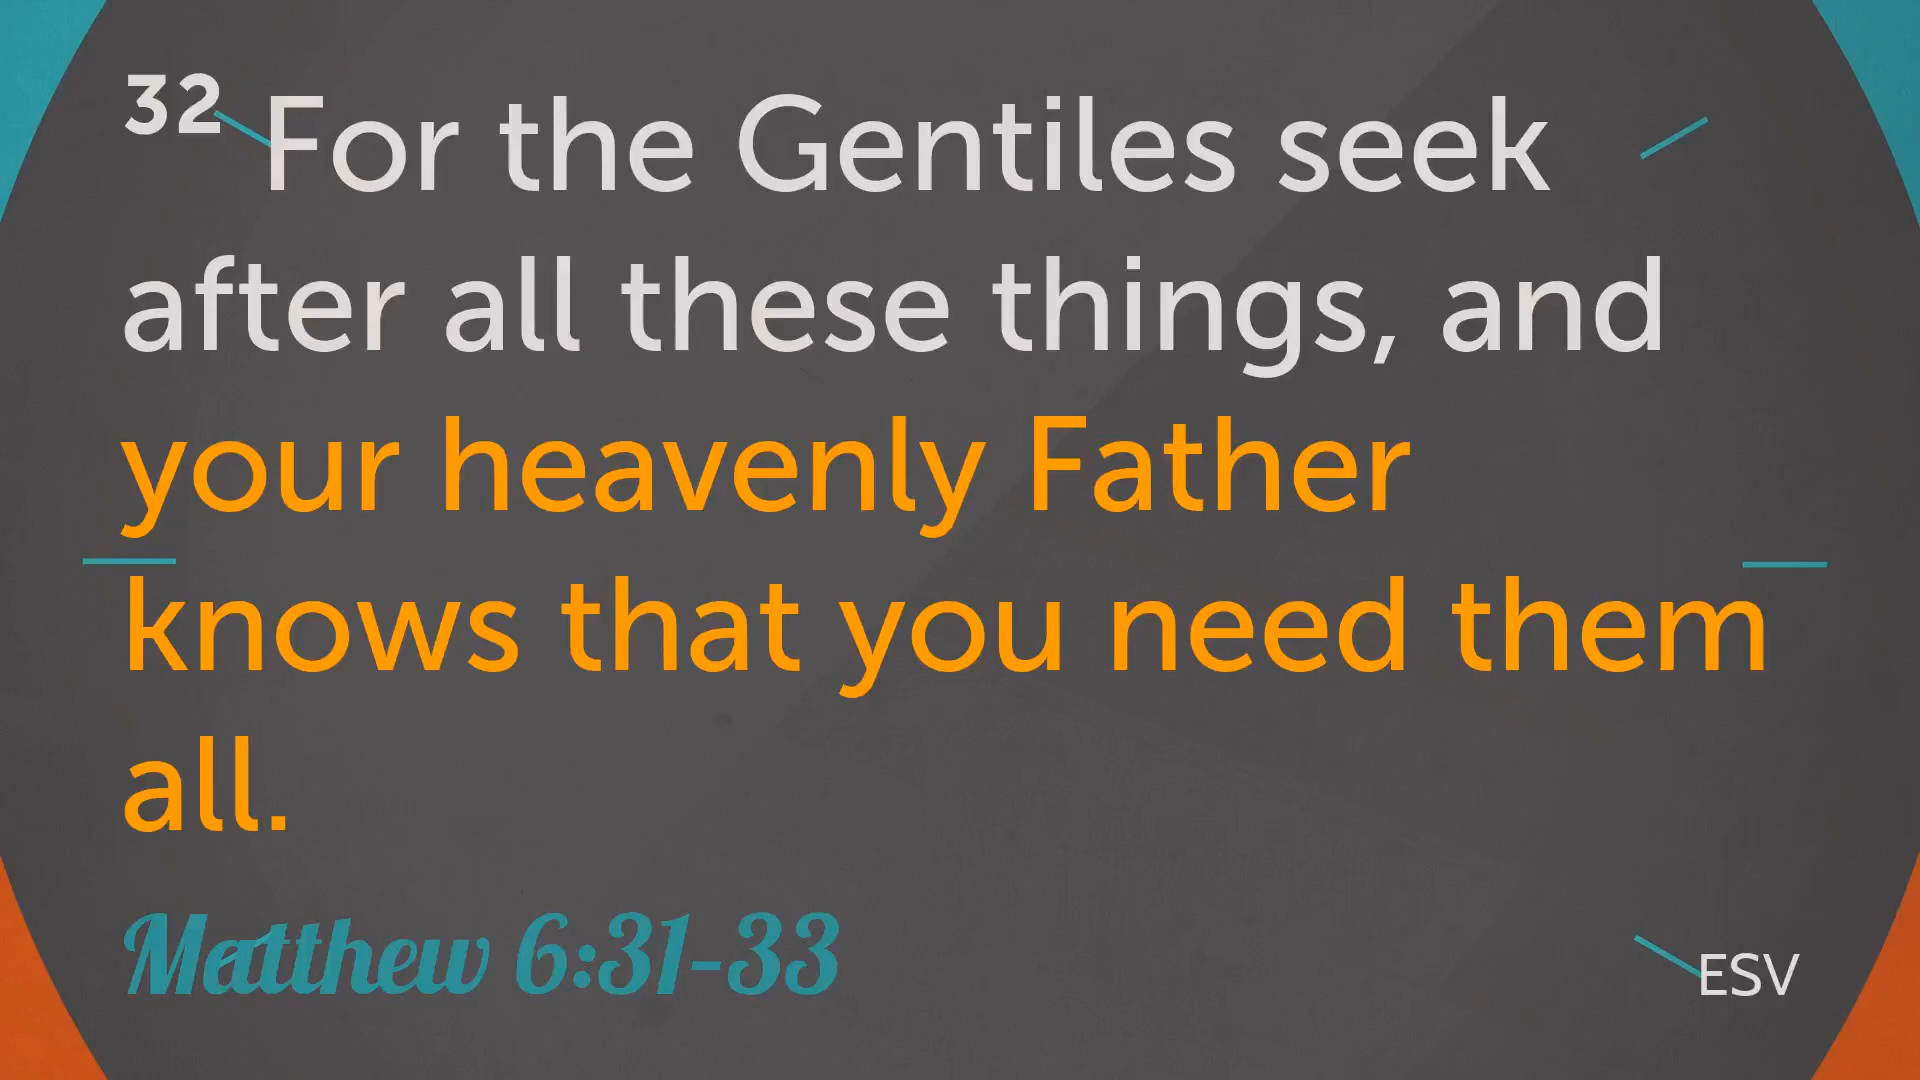 32 For the Gentiles seek
after all these things, and
your heavenly Father
knows that you need them
all.
Matthew 6:31-33
ESV